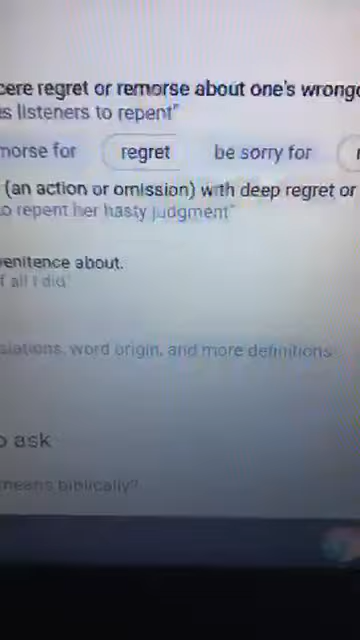 cere regret or remorse about one's wrongd
s listeners to repent"
morse for regret be sorry for
(an action or omission) with deep regret or
o repent her hasty judgment"
enitence about.
f all I did"
slations, word origin, and more definitions
o ask
means biblically?